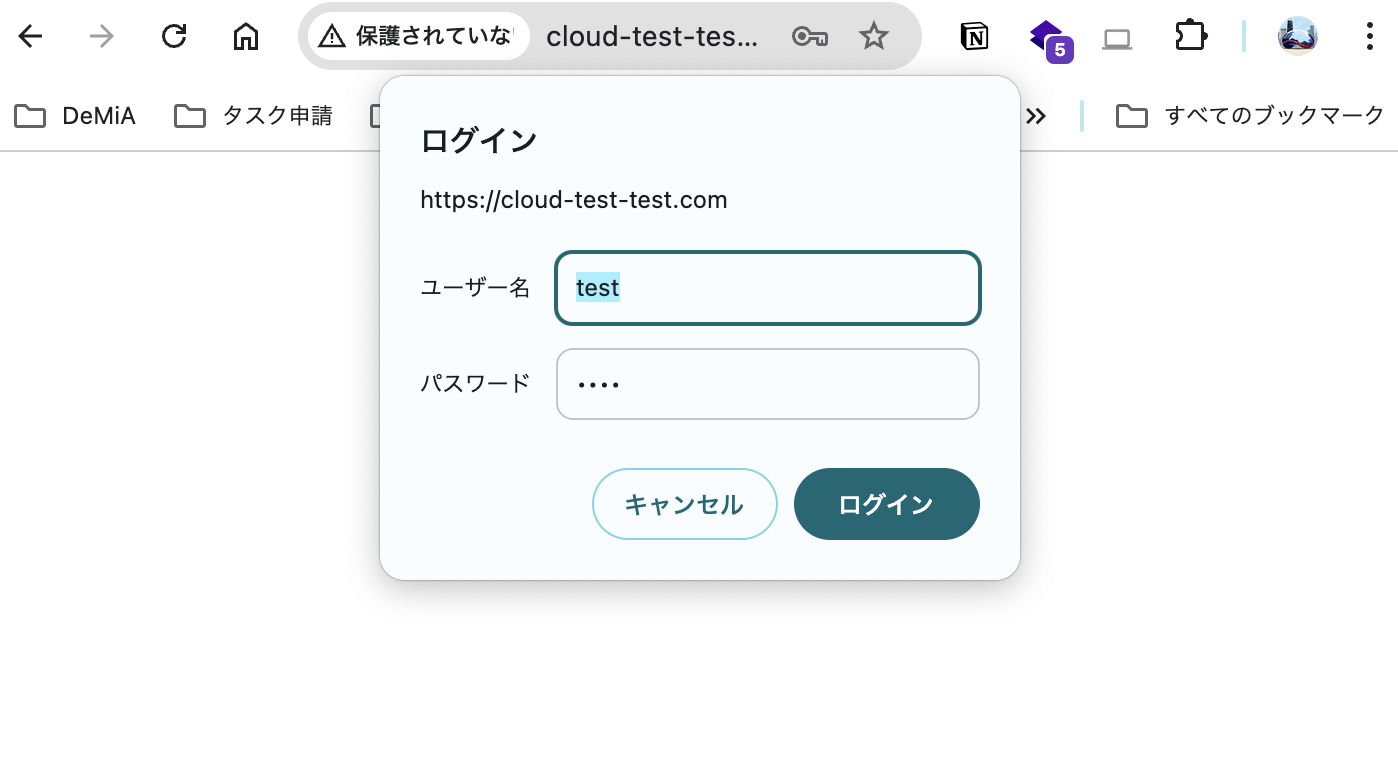 保護されていな
cloud-test-tes...
5
DeMiA
タスク申請
すべてのブックマーク
ログイン
https://cloud-test-test.com
ユーザー名
test
パスワード
••••
キャンセル
ログイン